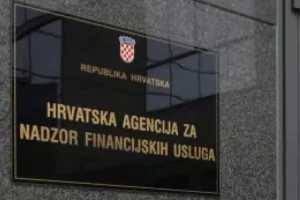 REPUBLIKA HRVATSKA
HRVATSKA AGENCIJA ZA
NADZOR FINANCIJSKIH USLUGA